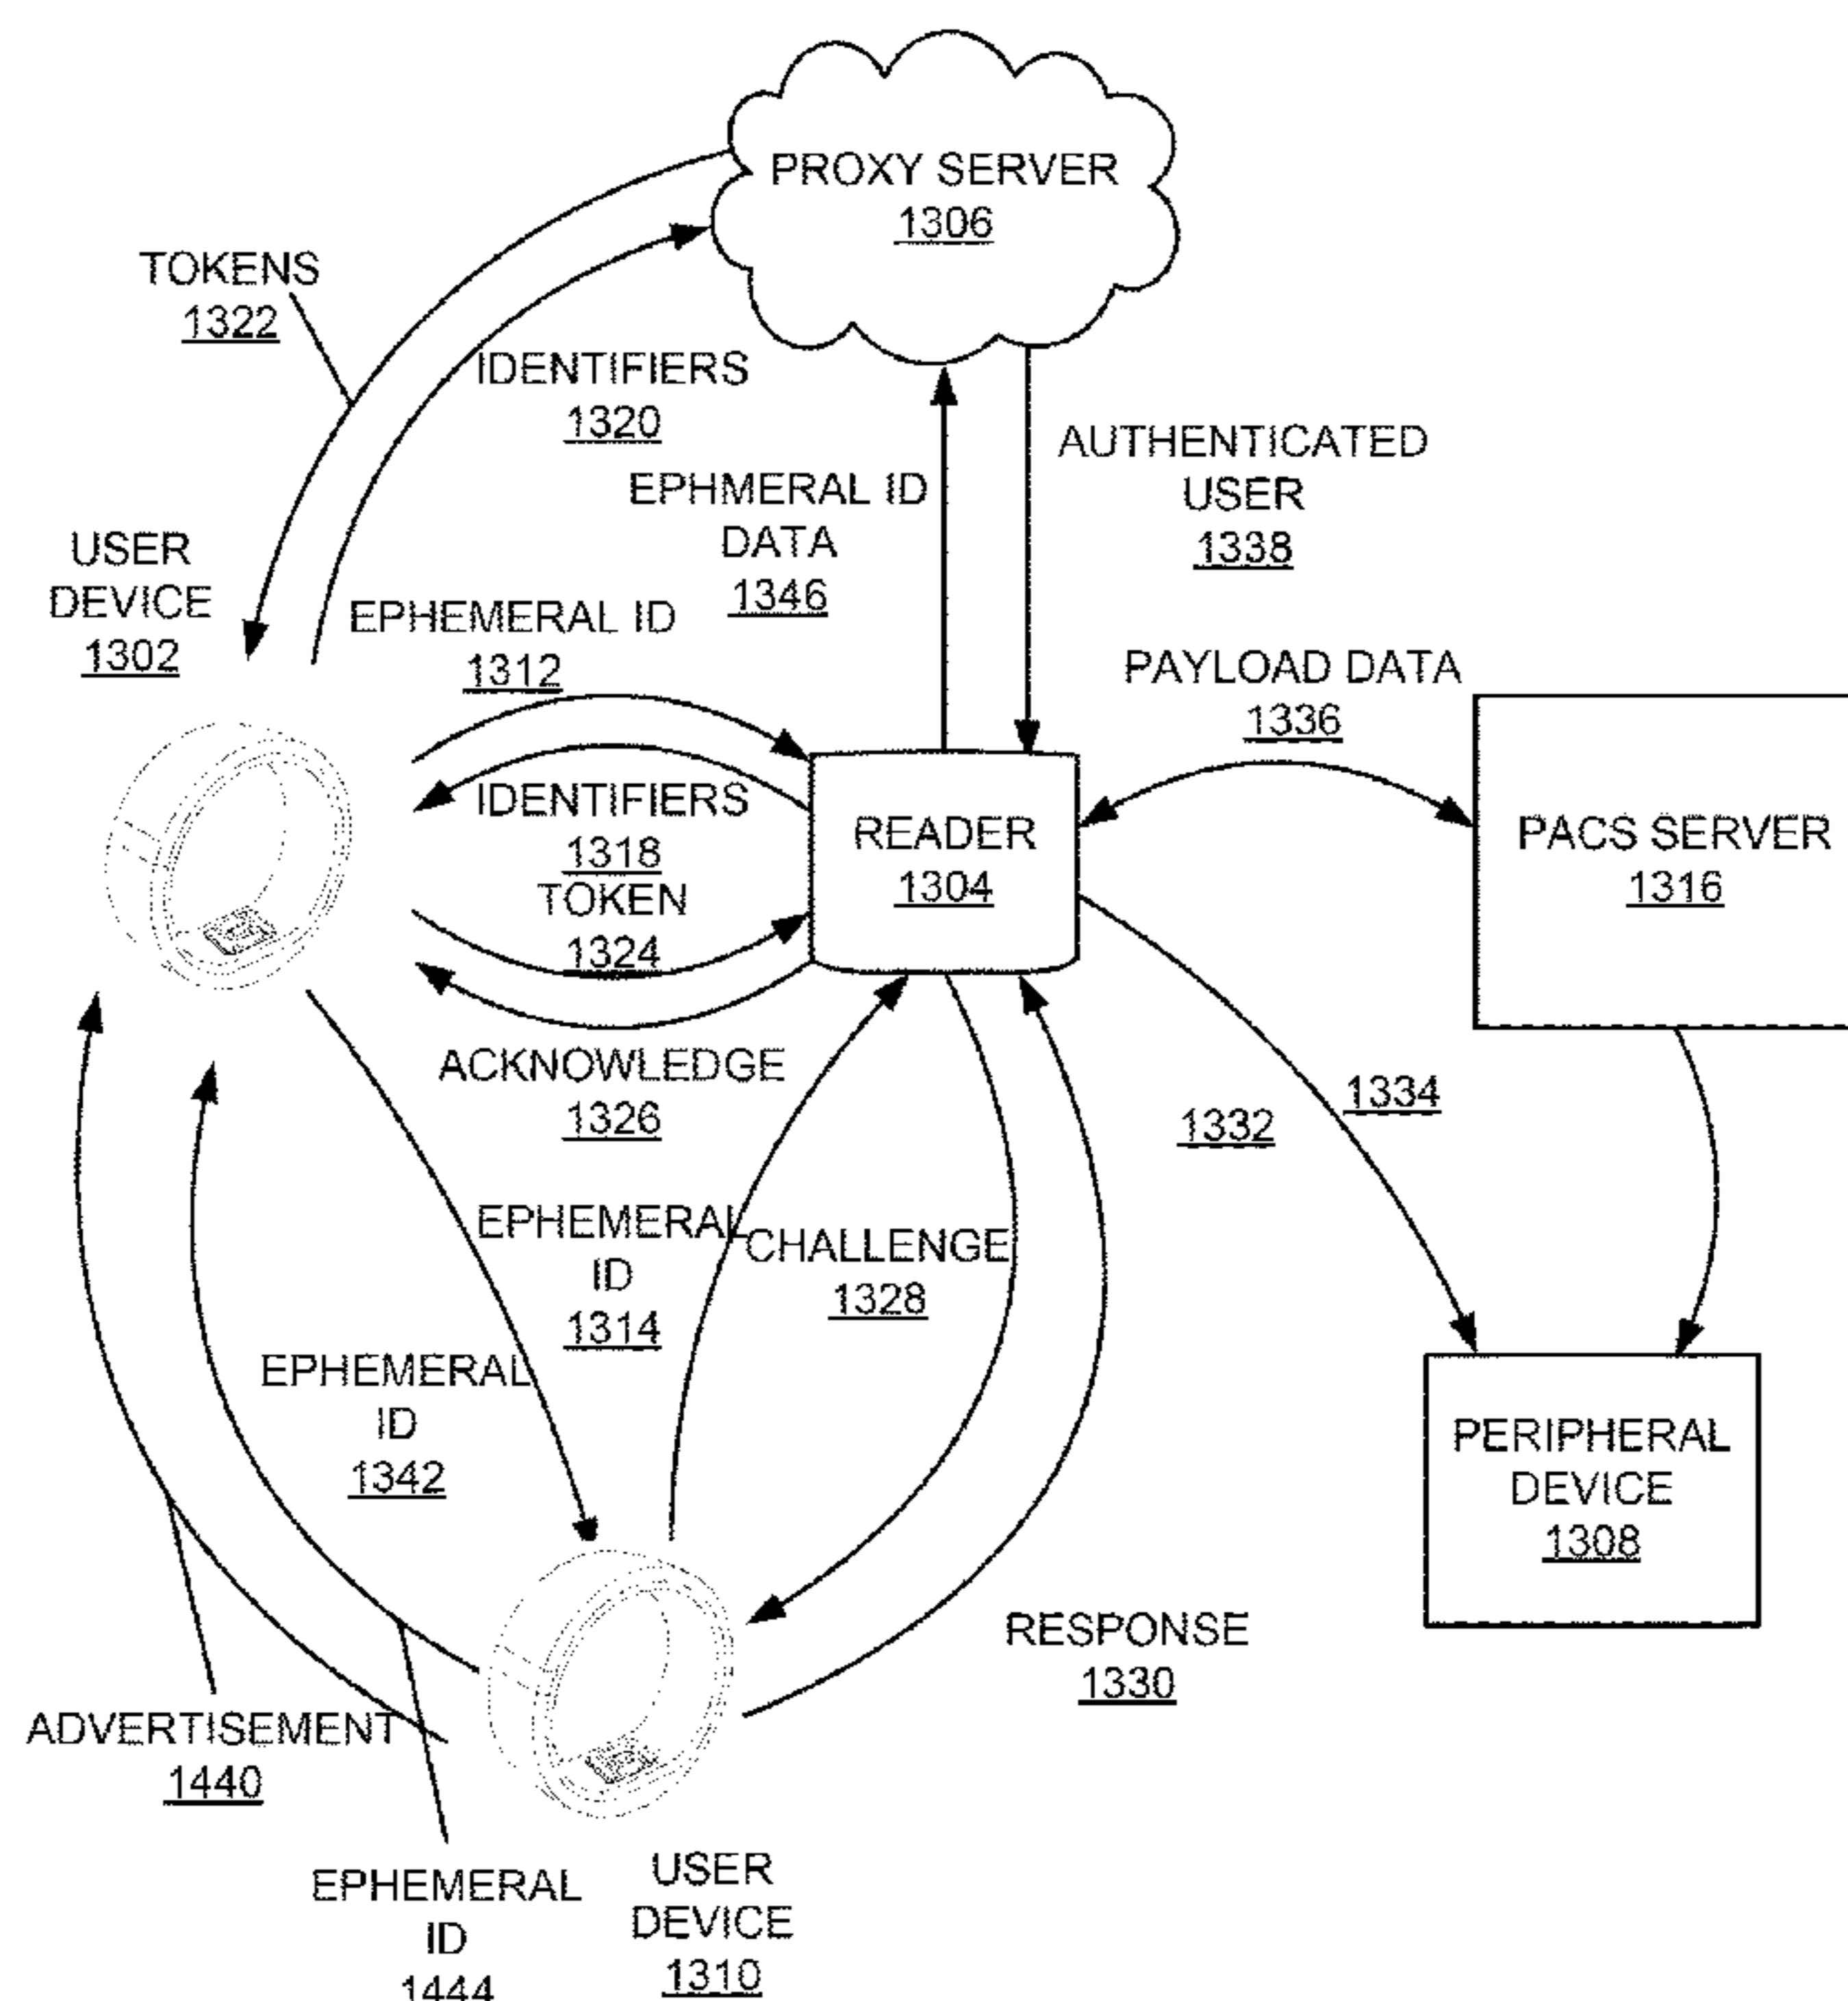 PROXY SERVER
1306
TOKENS
1322
IDENTIFIERS
1320
EPHMERAL ID
DATA
1346
AUTHENTICATED
USER
1338
USER
DEVICE
1302
EPHEMERAL ID
1312
PAYLOAD DATA
1336
IDENTIFIERS
1318
TOKEN
1324
READER
1304
PACS SERVER
1316
ACKNOWLEDGE
1326
1332
1334
EPHEMERAL
ID
1314
CHALLENGE
1328
EPHEMERAL
ID
1342
PERIPHERAL
DEVICE
1308
RESPONSE
1330
ADVERTISEMENT
1440
EPHEMERAL
ID
1444
USER
DEVICE
1310